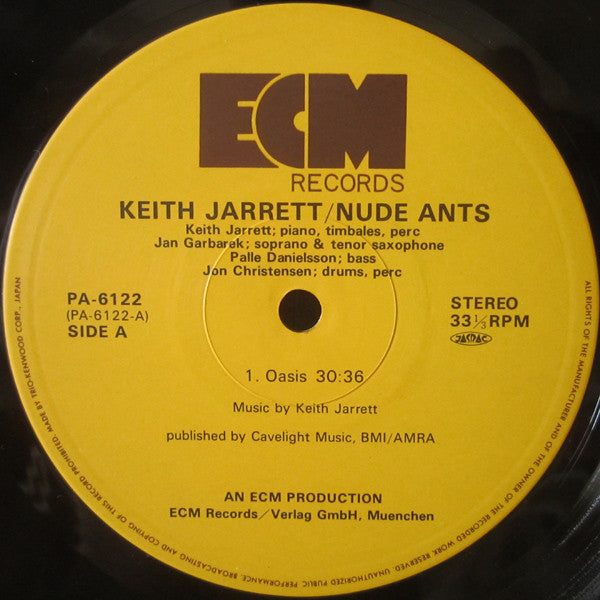 ECM
RECORDS
KEITH JARRETT/NUDE ANTS
Keith Jarrett; piano, timbales, perc
Jan Garbarek; soprano & tenor saxophone
Palle Danielsson; bass
Jon Christensen; drums, perc
PA-6122
(PA-6122-A)
SIDE A
STEREO
33⅓RPM
JASRAC
1. Oasis 30:36
Music by Keith Jarrett
published by Cavelight Music, BMI/AMRA
AN ECM PRODUCTION
ECM Records/Verlag GmbH, Muenchen
ALL RIGHTS OF THE MANUFACTURER AND OF THE OWNER OF THE RECORDED WORK RESERVED. UNAUTHORIZED PUBLIC PERFORMANCE. BROADCASTING AND COPYING OF THIS RECORD PROHIBITED. MADE BY TRIO-KENWOOD CORP., JAPAN